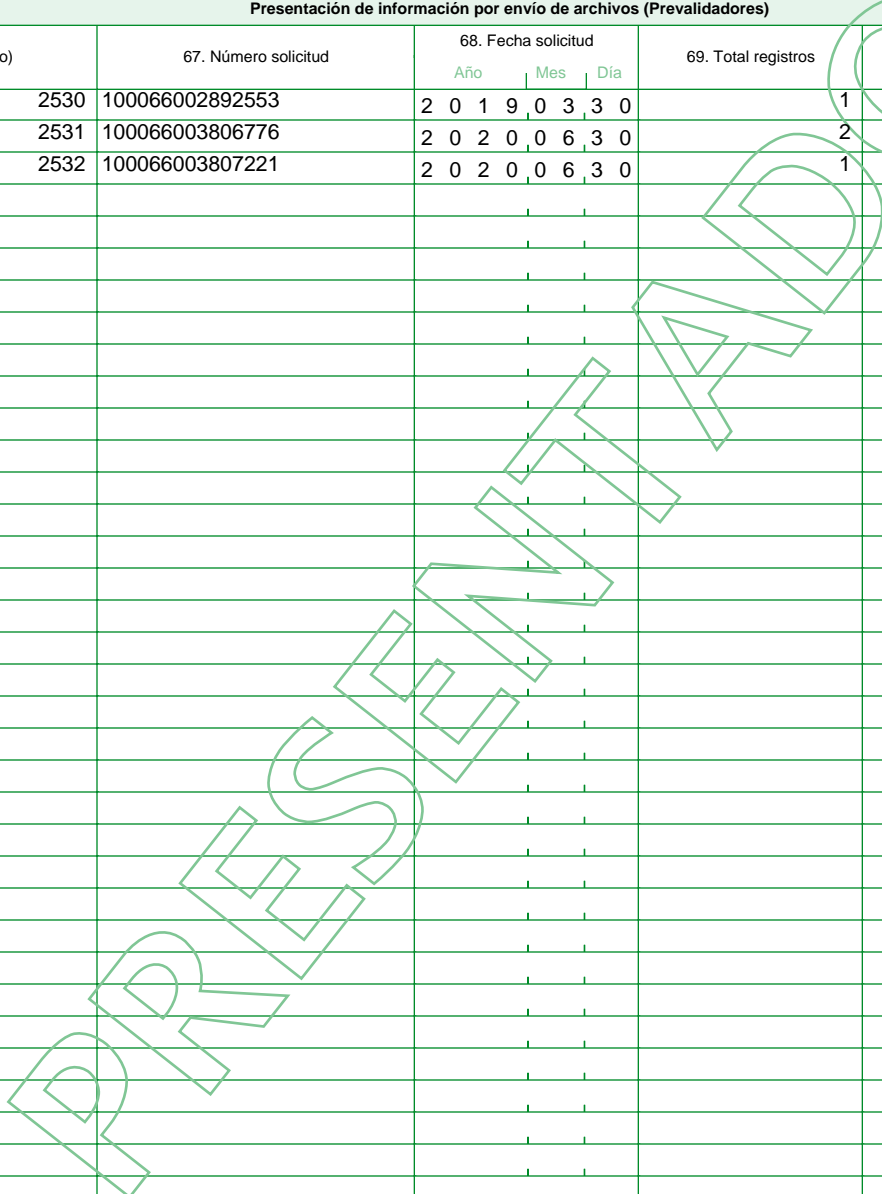 Presentación de información por envío de archivos (Prevalidadores)
o) 67. Número solicitud 68. Fecha solicitud 69. Total registros
Año Mes Día
2530 100066002892553 2 0 1 9 0 3 3 0 1
2531 100066003806776 2 0 2 0 0 6 3 0 2
2532 100066003807221 2 0 2 0 0 6 3 0 1
PRESENTADO